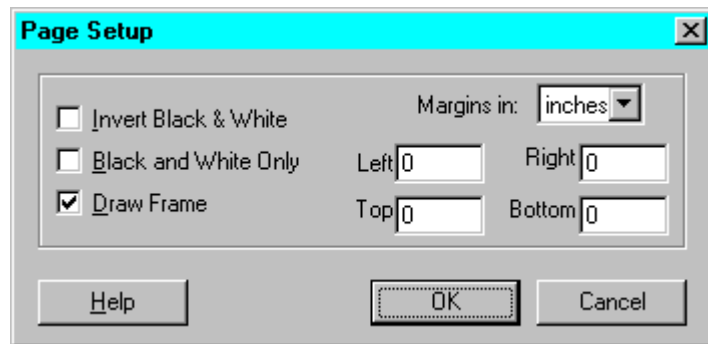 Page Setup
Invert Black & White
Margins in: inches
Black and White Only
Left 0 Right 0
Draw Frame
Top 0 Bottom 0
Help OK Cancel